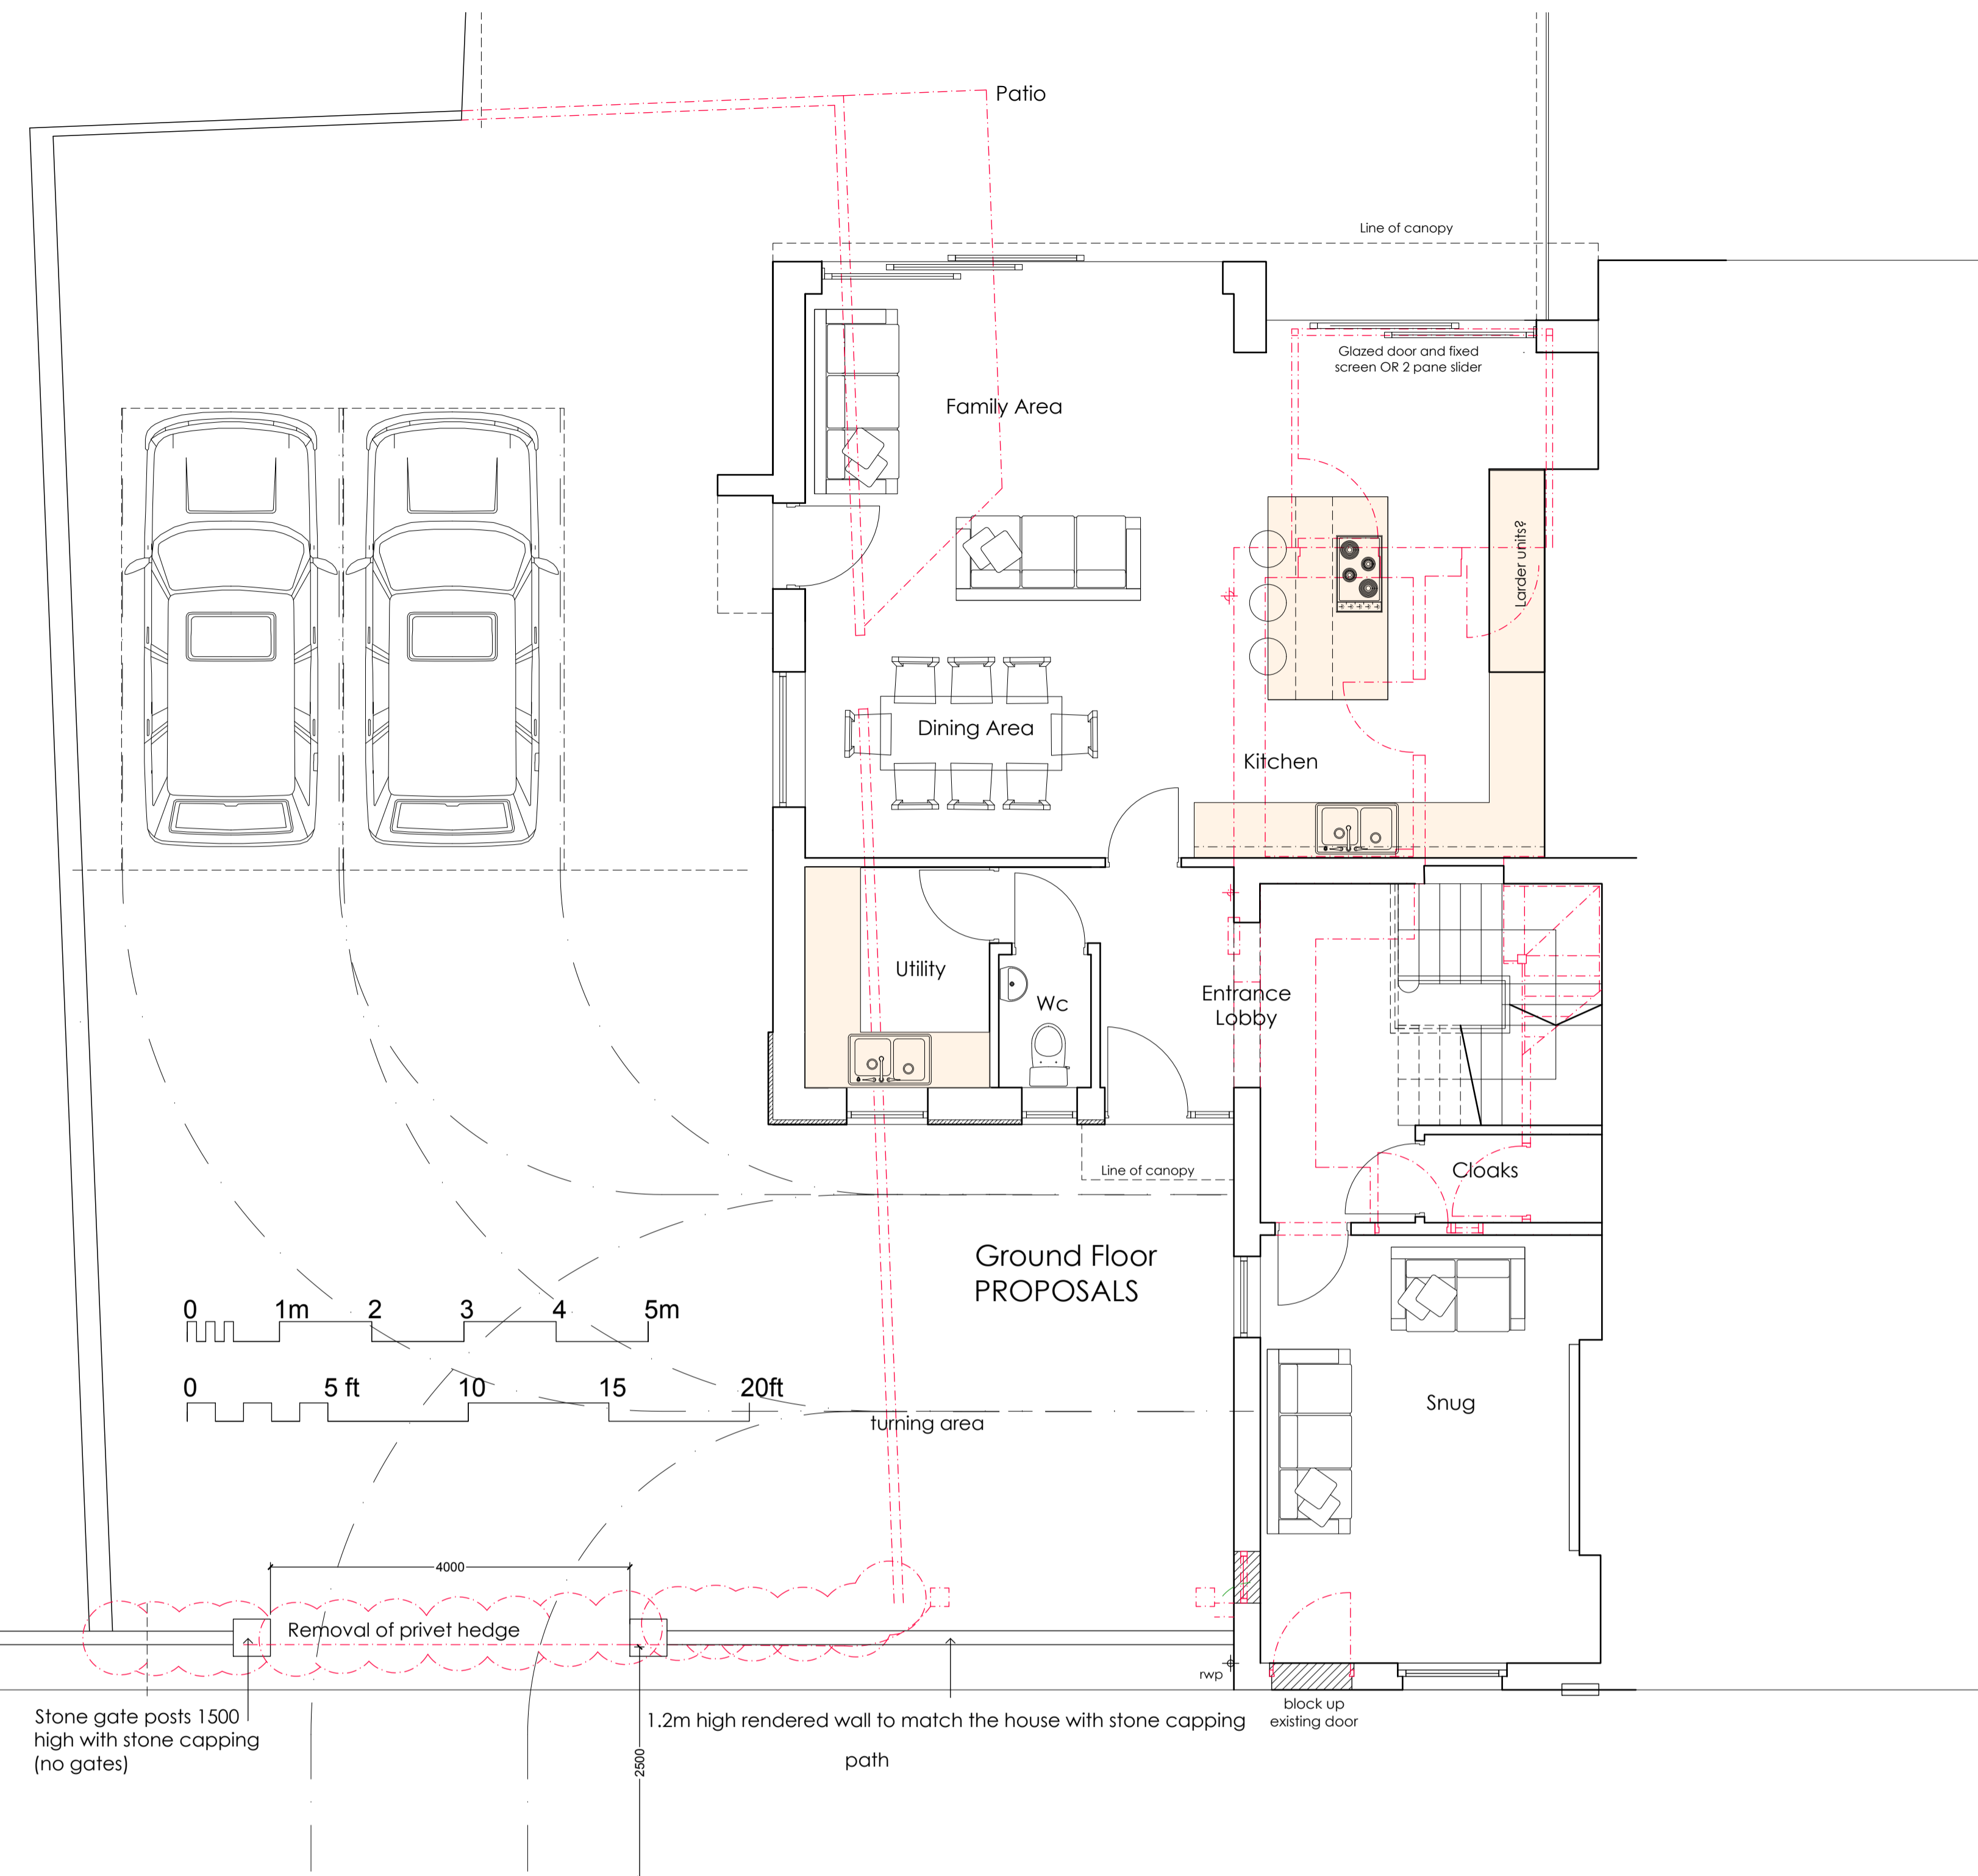 Patio
Line of canopy
Glazed door and fixed
screen OR 2 pane slider
Family Area
Larder units?
Dining Area
Kitchen
Utility
Wc
Entrance
Lobby
Line of canopy
Cloaks
Ground Floor
PROPOSALS
0 1m 2 3 4 5m
0 5 ft 10 15 20ft
turning area
Snug
4000
Removal of privet hedge
rwp
Stone gate posts 1500
high with stone capping
(no gates)
1.2m high rendered wall to match the house with stone capping
block up
existing door
path
2500